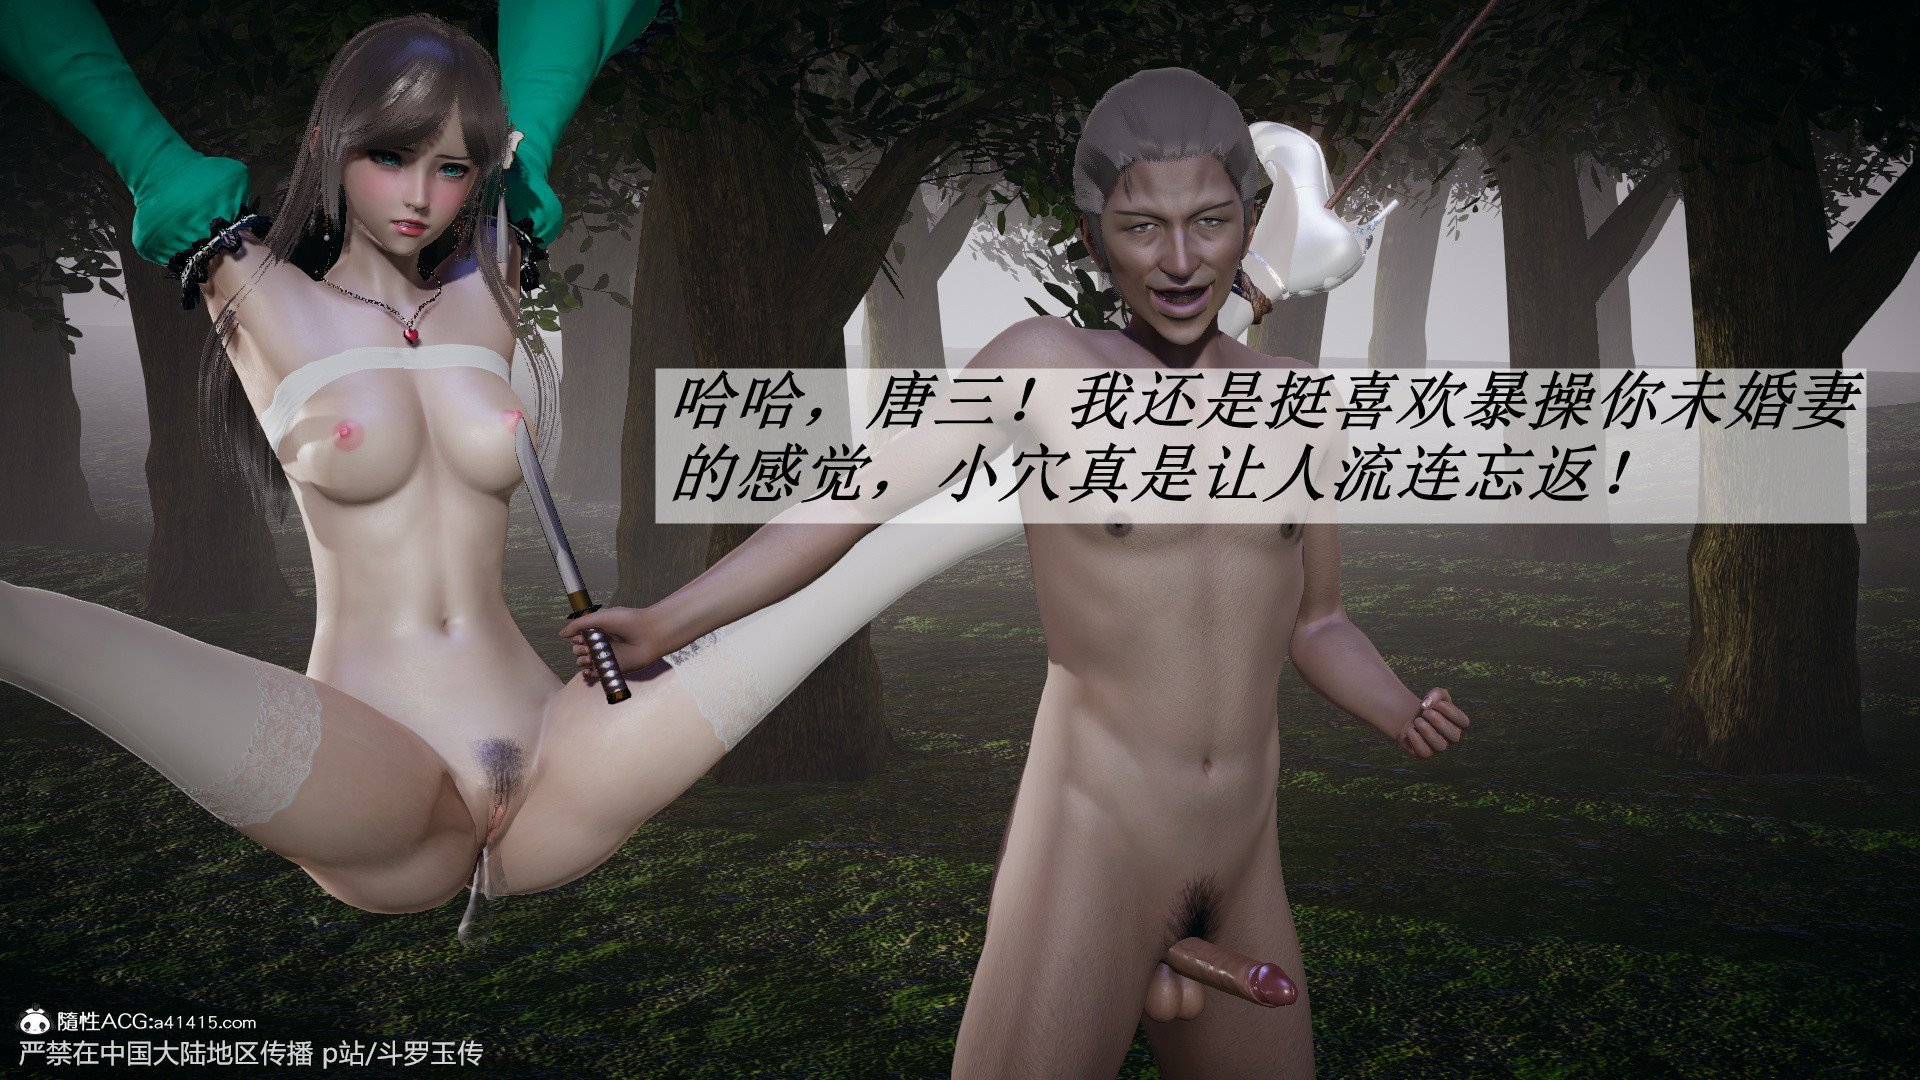 哈哈，唐三！我还是挺喜欢暴操你未婚妻
的感觉，小穴真是让人流连忘返！
隨性ACG:a41415.com
严禁在中国大陆地区传播 p站/斗罗玉传